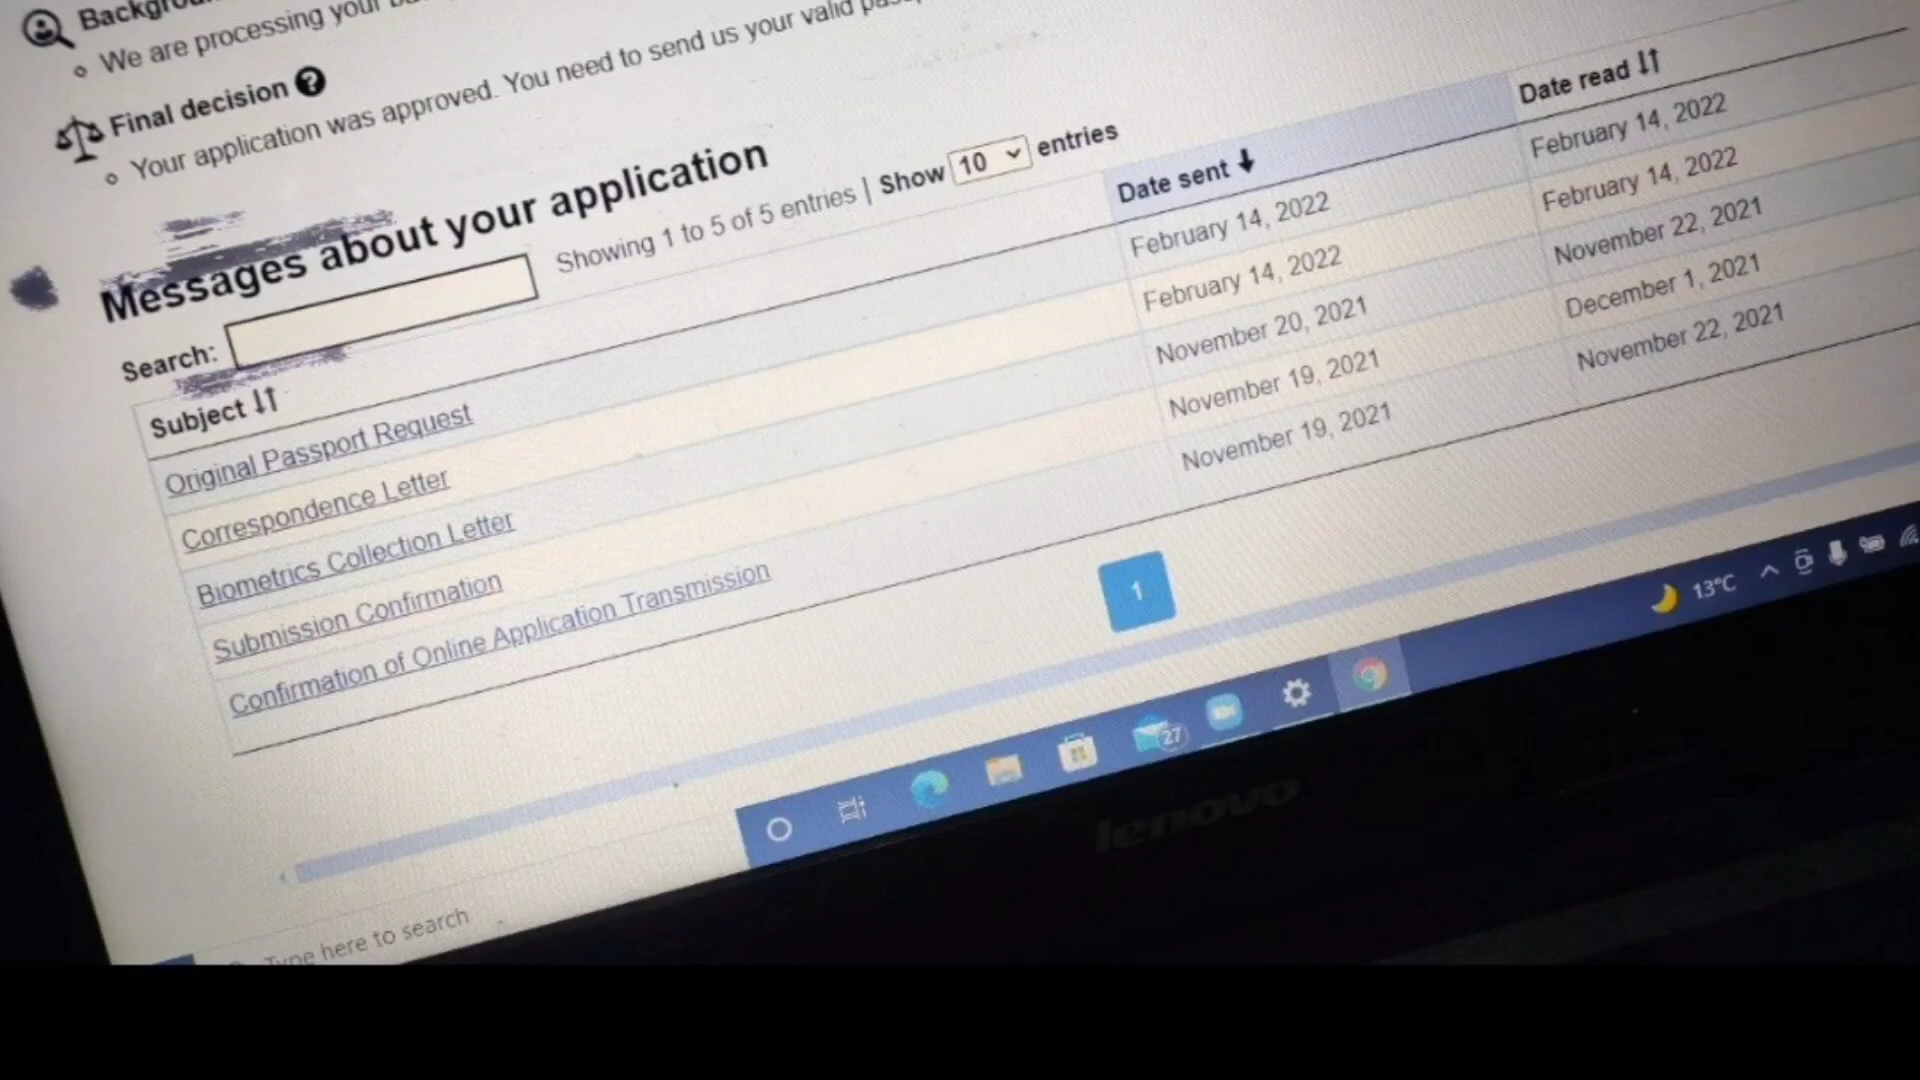 We are processing your
Final decision ?
Your application was approved. You need to send us your valid
Messages about your application
Search:
Showing 1 to 5 of 5 entries | Show 10 entries
Subject Date sent Date read
Original Passport Request February 14, 2022 February 14, 2022
Correspondence Letter February 14, 2022 February 14, 2022
Biometrics Collection Letter November 20, 2021 November 22, 2021
Submission Confirmation November 19, 2021 December 1, 2021
Confirmation of Online Application Transmission November 19, 2021 November 22, 2021
1
Type here to search
27
13°C
lenovo